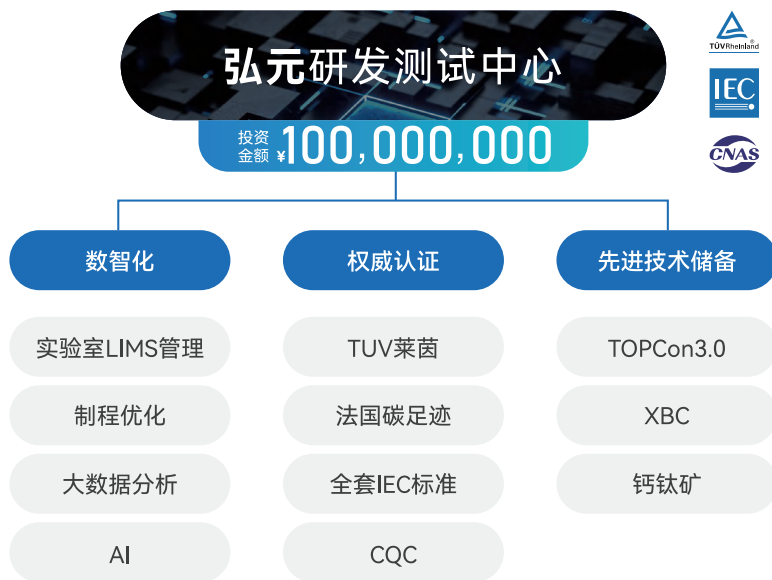 弘元研发测试中心
TÜVRheinland®
IEC
CNAS
投资金额 ¥100,000,000
数智化
权威认证
先进技术储备
实验室LIMS管理
TUV莱茵
TOPCon3.0
制程优化
法国碳足迹
XBC
大数据分析
全套IEC标准
钙钛矿
AI
CQC